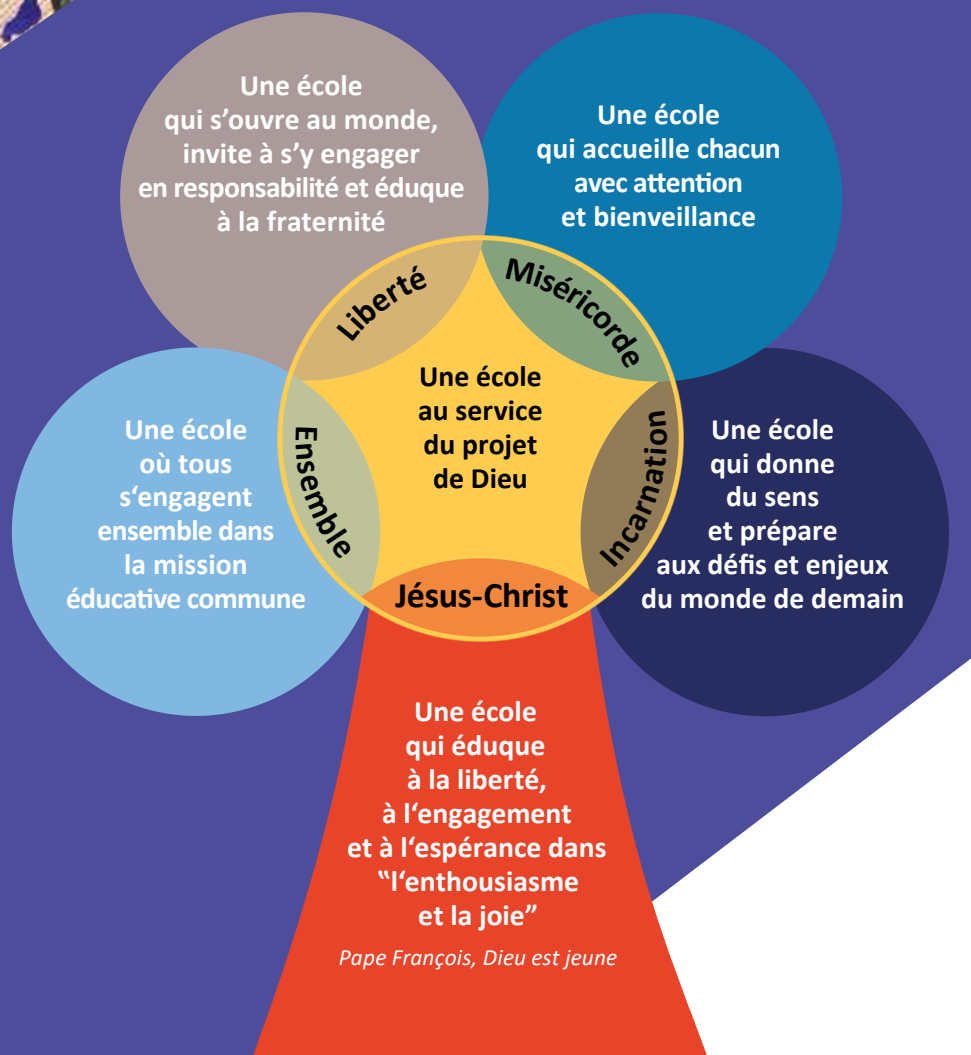 Une école
qui s’ouvre au monde,
invite à s’y engager
en responsabilité et éduque
à la fraternité
Une école
qui accueille chacun
avec attention
et bienveillance
Liberté
Miséricorde
Une école
au service
du projet
de Dieu
Ensemble
Incarnation
Jésus-Christ
Une école
où tous
s‘engagent
ensemble dans
la mission
éducative commune
Une école
qui donne
du sens
et prépare
aux défis et enjeux
du monde de demain
Une école
qui éduque
à la liberté,
à l‘engagement
et à l‘espérance dans
‟l‘enthousiasme
et la joie”
Pape François, Dieu est jeune